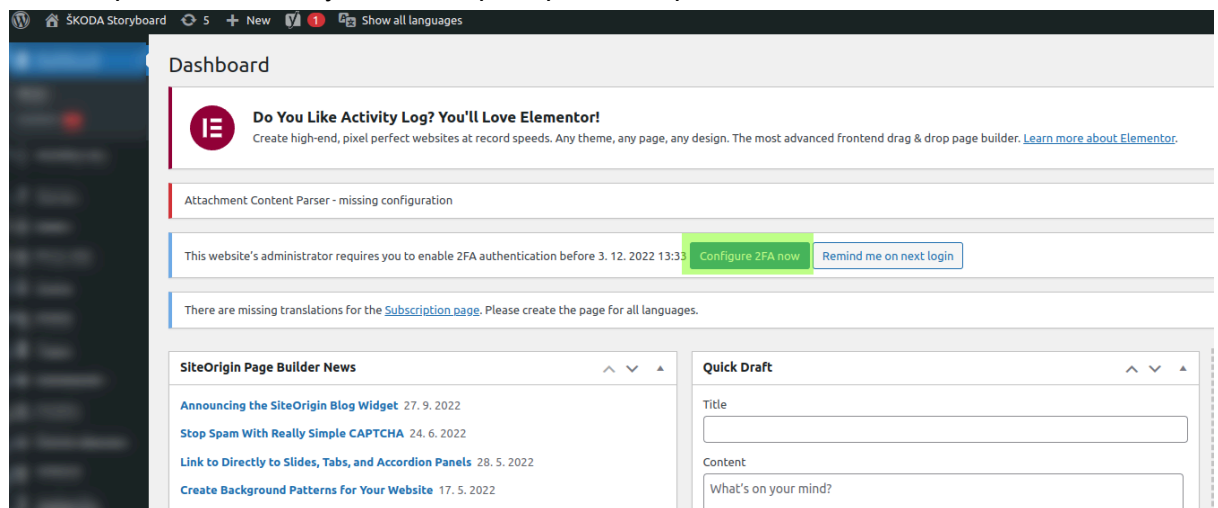 ŠKODA Storyboard 5 + New 1 Show all languages
Dashboard
Do You Like Activity Log? You'll Love Elementor!
Create high-end, pixel perfect websites at record speeds. Any theme, any page, any design. The most advanced frontend drag & drop page builder. Learn more about Elementor.
Attachment Content Parser - missing configuration
This website's administrator requires you to enable 2FA authentication before 3. 12. 2022 13:33 Configure 2FA now Remind me on next login
There are missing translations for the Subscription page. Please create the page for all languages.
SiteOrigin Page Builder News
Announcing the SiteOrigin Blog Widget 27. 9. 2022
Stop Spam With Really Simple CAPTCHA 24. 6. 2022
Link to Directly to Slides, Tabs, and Accordion Panels 28. 5. 2022
Create Background Patterns for Your Website 17. 5. 2022
Quick Draft
Title
Content
What's on your mind?